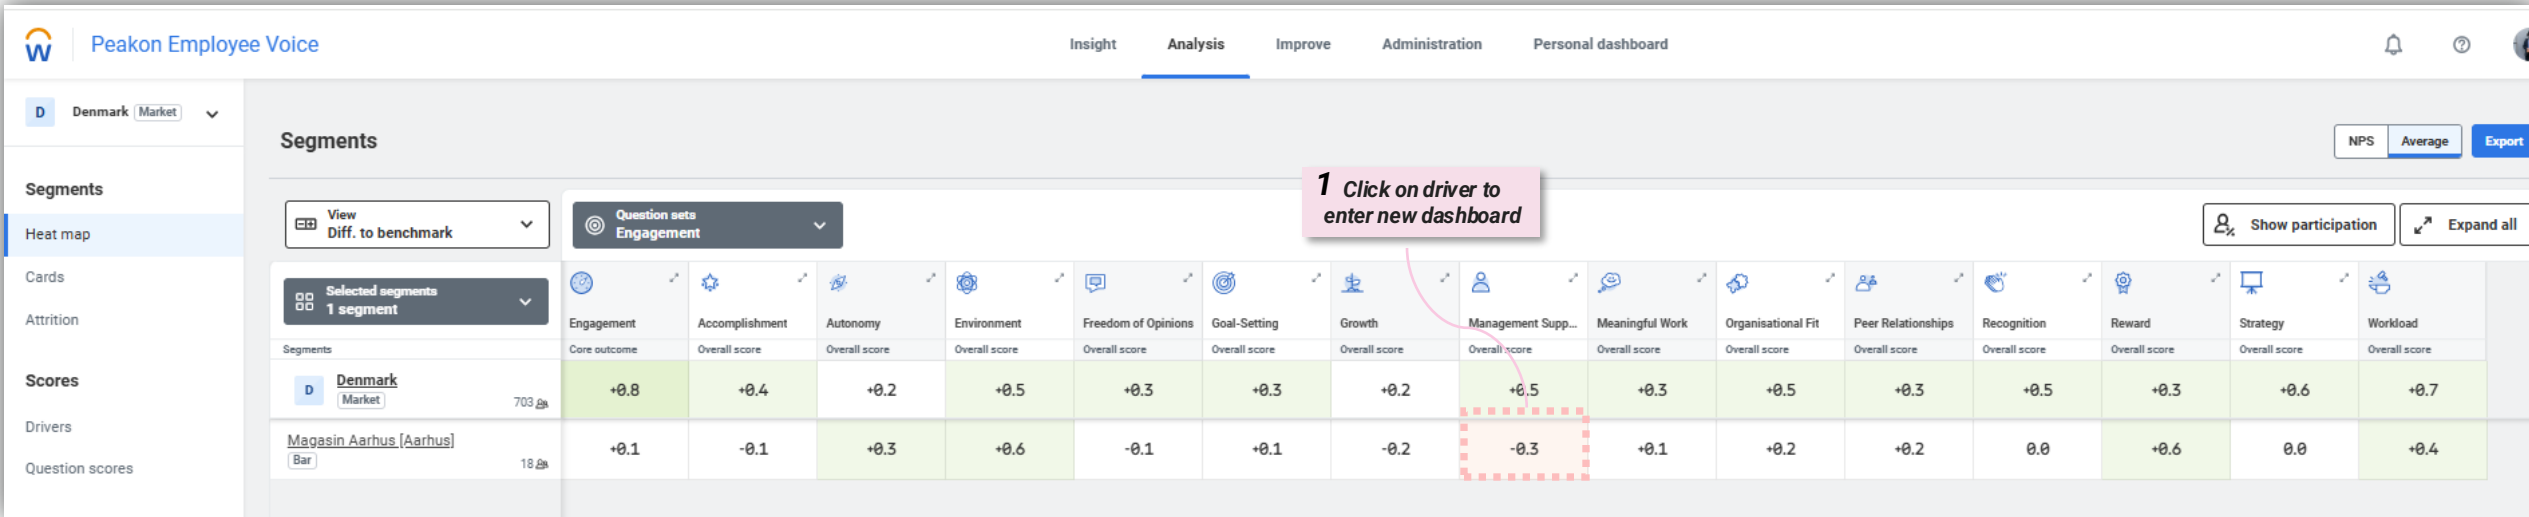 Peakon Employee Voice
Insight
Analysis
Improve
Administration
Personal dashboard
D
Denmark
Market
Segments
Heat map
Cards
Attrition
Scores
Drivers
Question scores
Segments
NPS
Average
Export
View
Diff. to benchmark
Question sets
Engagement
1 Click on driver to
enter new dashboard
Show participation
Expand all
Selected segments
1 segment
Engagement
Accomplishment
Autonomy
Environment
Freedom of Opinions
Goal-Setting
Growth
Management Supp...
Meaningful Work
Organisational Fit
Peer Relationships
Recognition
Reward
Strategy
Workload
Segments
Core outcome
Overall score
Overall score
Overall score
Overall score
Overall score
Overall score
Overall score
Overall score
Overall score
Overall score
Overall score
Overall score
Overall score
Overall score
D
Denmark
Market
703
+0.8
+0.4
+0.2
+0.5
+0.3
+0.3
+0.2
+0.5
+0.3
+0.5
+0.3
+0.5
+0.3
+0.6
+0.7
Magasin Aarhus [Aarhus]
Bar
18
+0.1
-0.1
+0.3
+0.6
-0.1
+0.1
-0.2
-0.3
+0.1
+0.2
+0.2
0.0
+0.6
0.0
+0.4